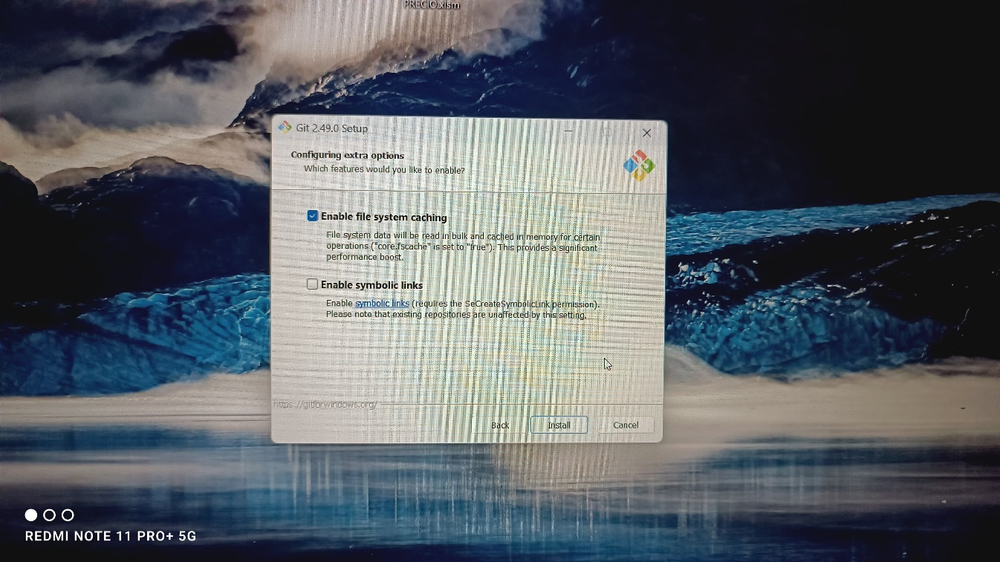 PRECIO.xlsm
Git 2.49.0 Setup
Configuring extra options
Which features would you like to enable?
Enable file system caching
File system data will be read in bulk and cached in memory for certain
operations ("core.fscache" is set to "true"). This provides a significant
performance boost.
Enable symbolic links
Enable symbolic links (requires the SeCreateSymbolicLink permission).
Please note that existing repositories are unaffected by this setting.
https://gitforwindows.org/
Back Install Cancel
REDMI NOTE 11 PRO+ 5G